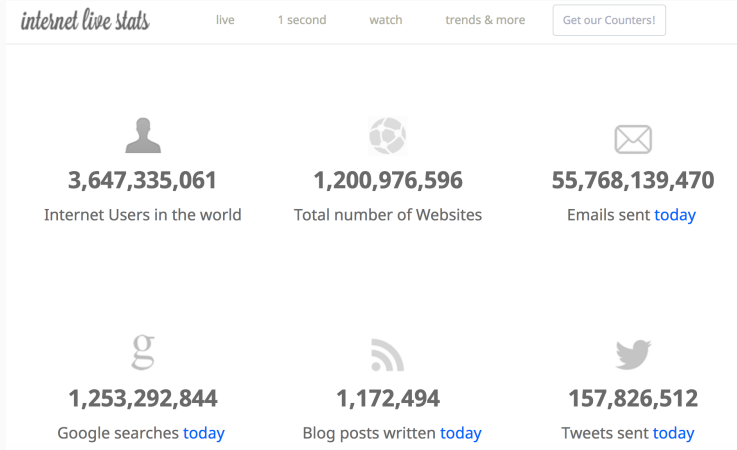 internet live stats live 1 second watch trends & more Get our Counters!
3,647,335,061 1,200,976,596 55,768,139,470
Internet Users in the world Total number of Websites Emails sent today
g
1,253,292,844 1,172,494 157,826,512
Google searches today Blog posts written today Tweets sent today